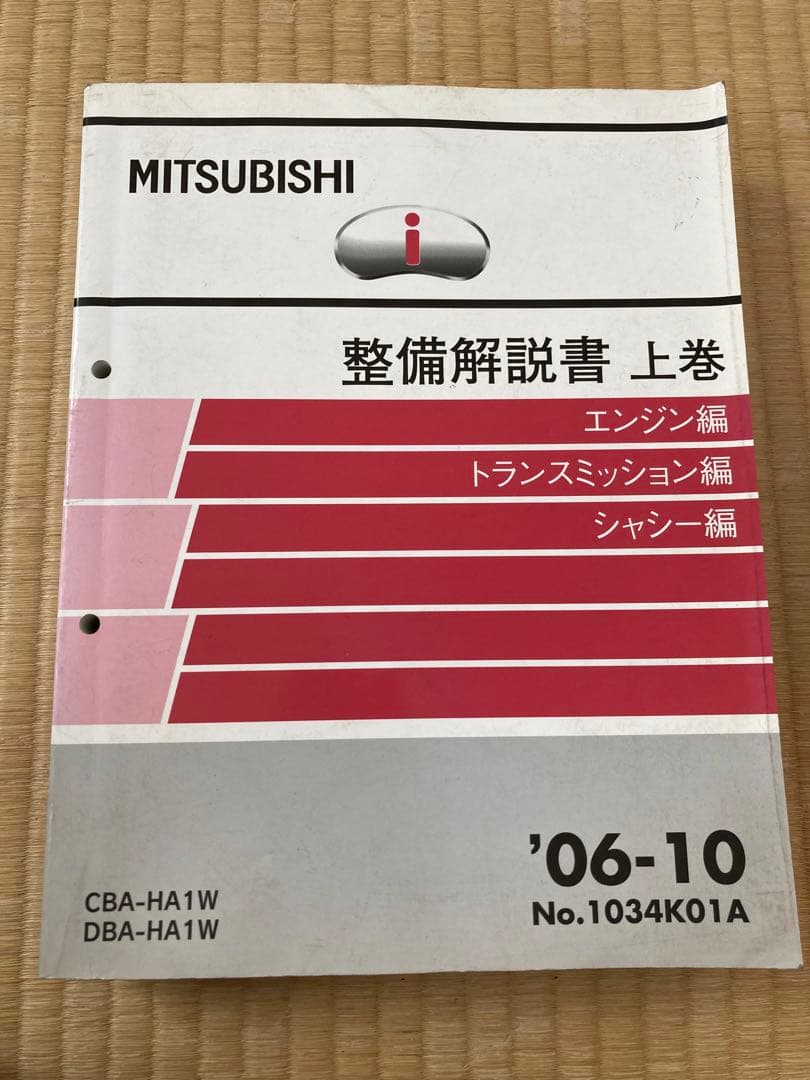 MITSUBISHI
i
整備解説書 上巻
エンジン編
トランスミッション編
シャシー編
'06-10
No.1034K01A
CBA-HA1W
DBA-HA1W